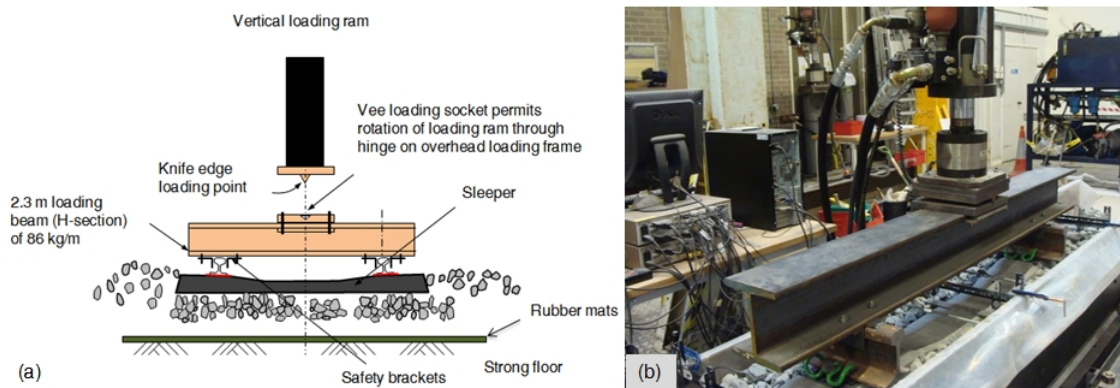 Vertical loading ram
Vee loading socket permits
rotation of loading ram through
hinge on overhead loading frame
Knife edge
loading point
Sleeper
2.3 m loading
beam (H-section)
of 86 kg/m
Rubber mats
(a)
Strong floor
Safety brackets
(b)